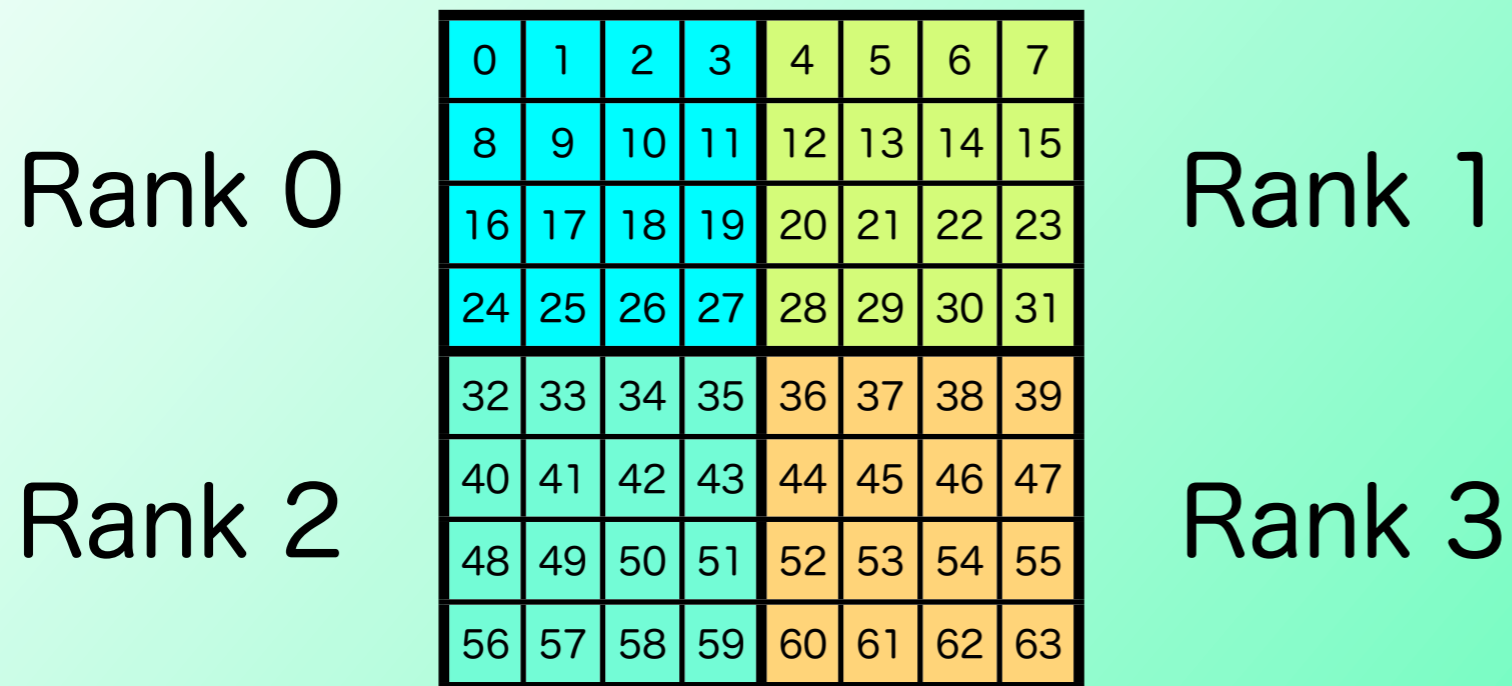 0 1 2 3 4 5 6 7
8 9 10 11 12 13 14 15
Rank 0
Rank 1
16 17 18 19 20 21 22 23
24 25 26 27 28 29 30 31
32 33 34 35 36 37 38 39
40 41 42 43 44 45 46 47
Rank 2
Rank 3
48 49 50 51 52 53 54 55
56 57 58 59 60 61 62 63